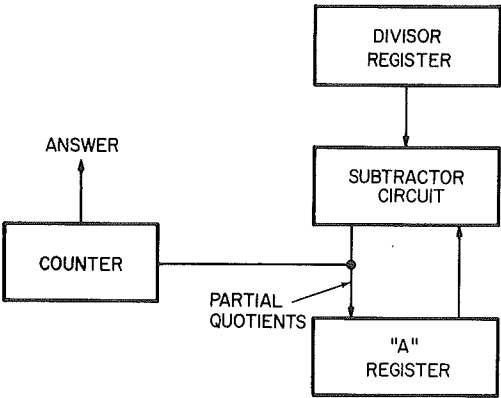 DIVISOR
REGISTER
ANSWER
SUBTRACTOR
CIRCUIT
COUNTER
PARTIAL
QUOTIENTS
"A"
REGISTER